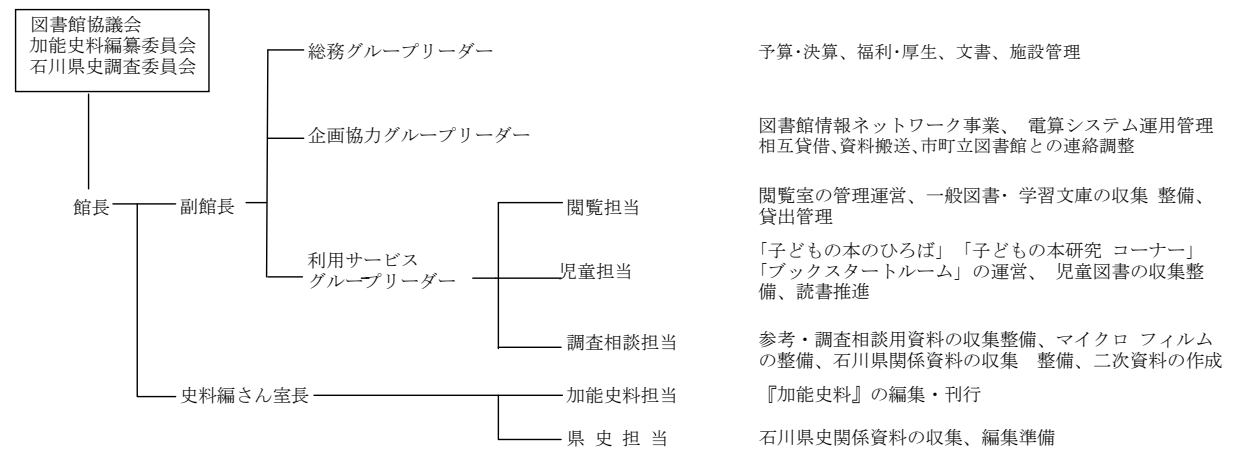 図書館協議会
加能史料編纂委員会
石川県史調査委員会
総務グループリーダー
予算・決算、福利・厚生、文書、施設管理
企画協力グループリーダー
図書館情報ネットワーク事業、 電算システム運用管理
相互貸借、資料搬送、市町立図書館との連絡調整
館長
副館長
閲覧担当
閲覧室の管理運営、一般図書・ 学習文庫の収集 整備、
貸出管理
利用サービス
グループリーダー
児童担当
「子どもの本のひろば」「子どもの本研究 コーナー」
「ブックスタートルーム」の運営、 児童図書の収集整
備、読書推進
調査相談担当
参考・調査相談用資料の収集整備、マイクロ フィルム
の整備、石川県関係資料の収集 整備、二次資料の作成
史料編さん室長
加能史料担当
『加能史料』の編集・刊行
県 史 担 当
石川県史関係資料の収集、編集準備